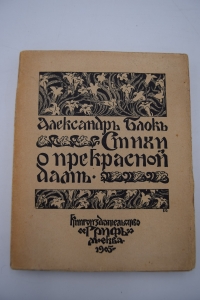 Александръ Блокъ
Стихи
о прекрасной
дамѣ.
Книгоиздательство
«Грифъ»
Москва
1905